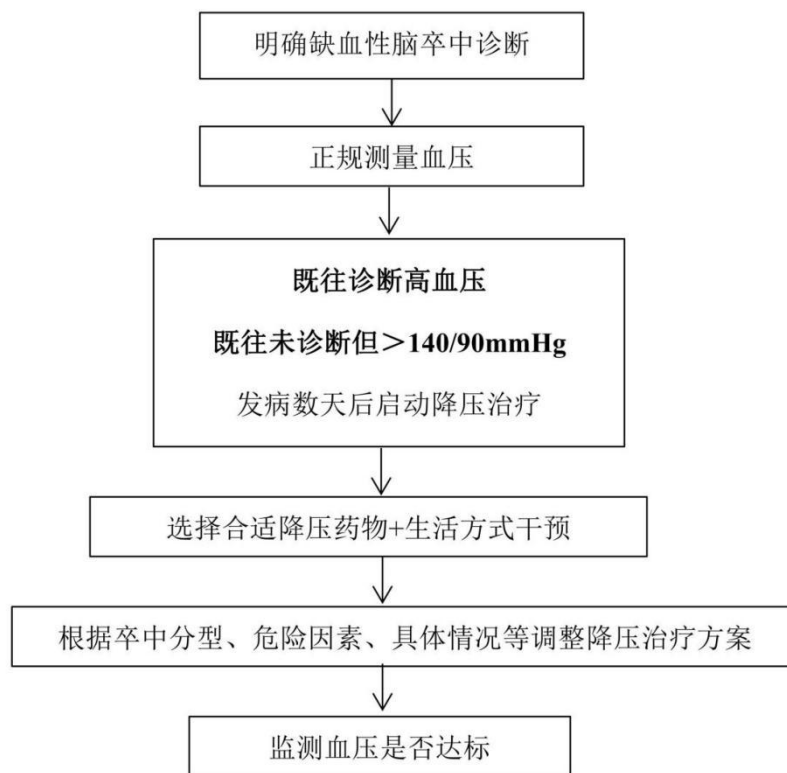 明确缺血性脑卒中诊断
正规测量血压
既往诊断高血压
既往未诊断但＞140/90mmHg
发病数天后启动降压治疗
选择合适降压药物+生活方式干预
根据卒中分型、危险因素、具体情况等调整降压治疗方案
监测血压是否达标